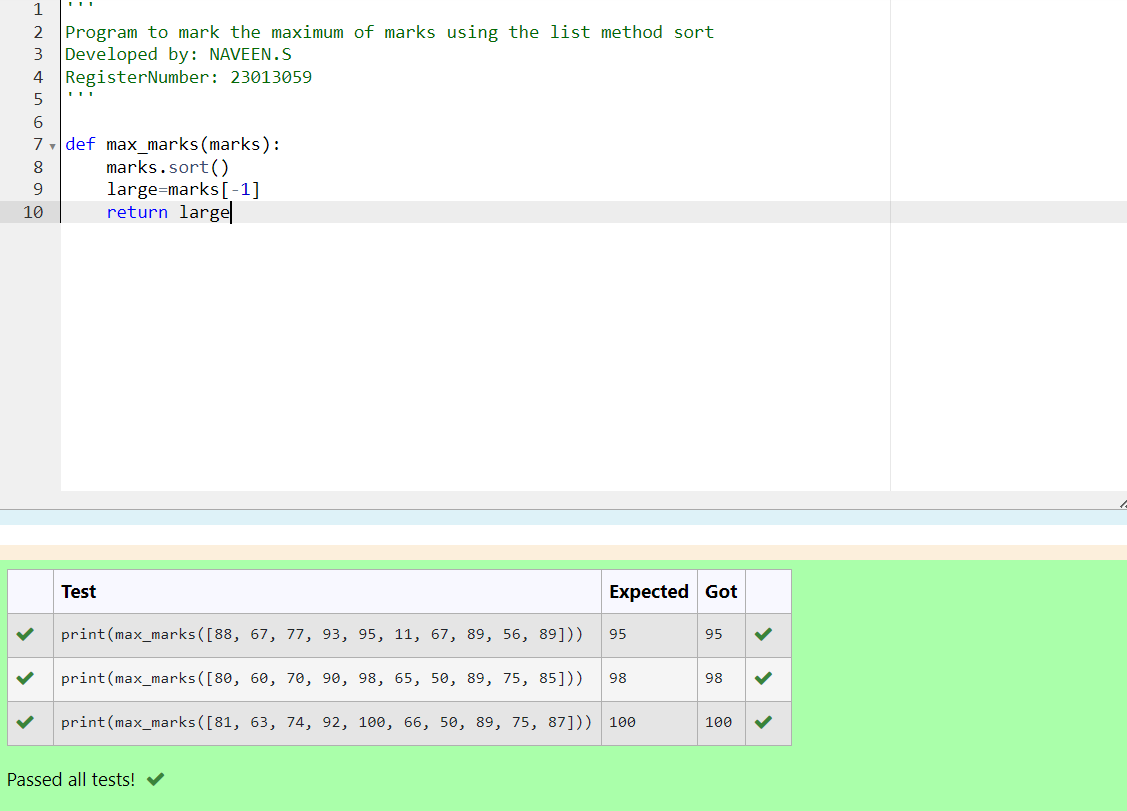 1 '''
2 Program to mark the maximum of marks using the list method sort
3 Developed by: NAVEEN.S
4 RegisterNumber: 23013059
5 '''
6
7 def max_marks(marks):
8     marks.sort()
9     large=marks[-1]
10     return large
Test Expected Got
print(max_marks([88, 67, 77, 93, 95, 11, 67, 89, 56, 89])) 95 95
print(max_marks([80, 60, 70, 90, 98, 65, 50, 89, 75, 85])) 98 98
print(max_marks([81, 63, 74, 92, 100, 66, 50, 89, 75, 87])) 100 100
Passed all tests!